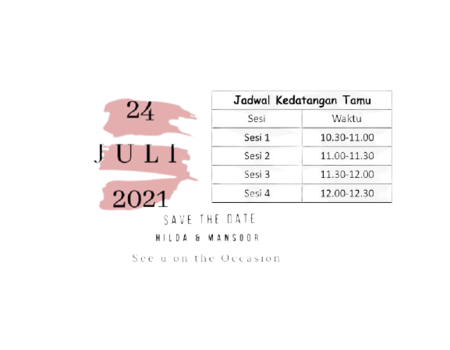 24
JULI
2021
Jadwal Kedatangan Tamu
Sesi Waktu
Sesi 1 10.30-11.00
Sesi 2 11.00-11.30
Sesi 3 11.30-12.00
Sesi 4 12.00-12.30
SAVE THE DATE
HILDA & MANSOOR
See u on the Occasion